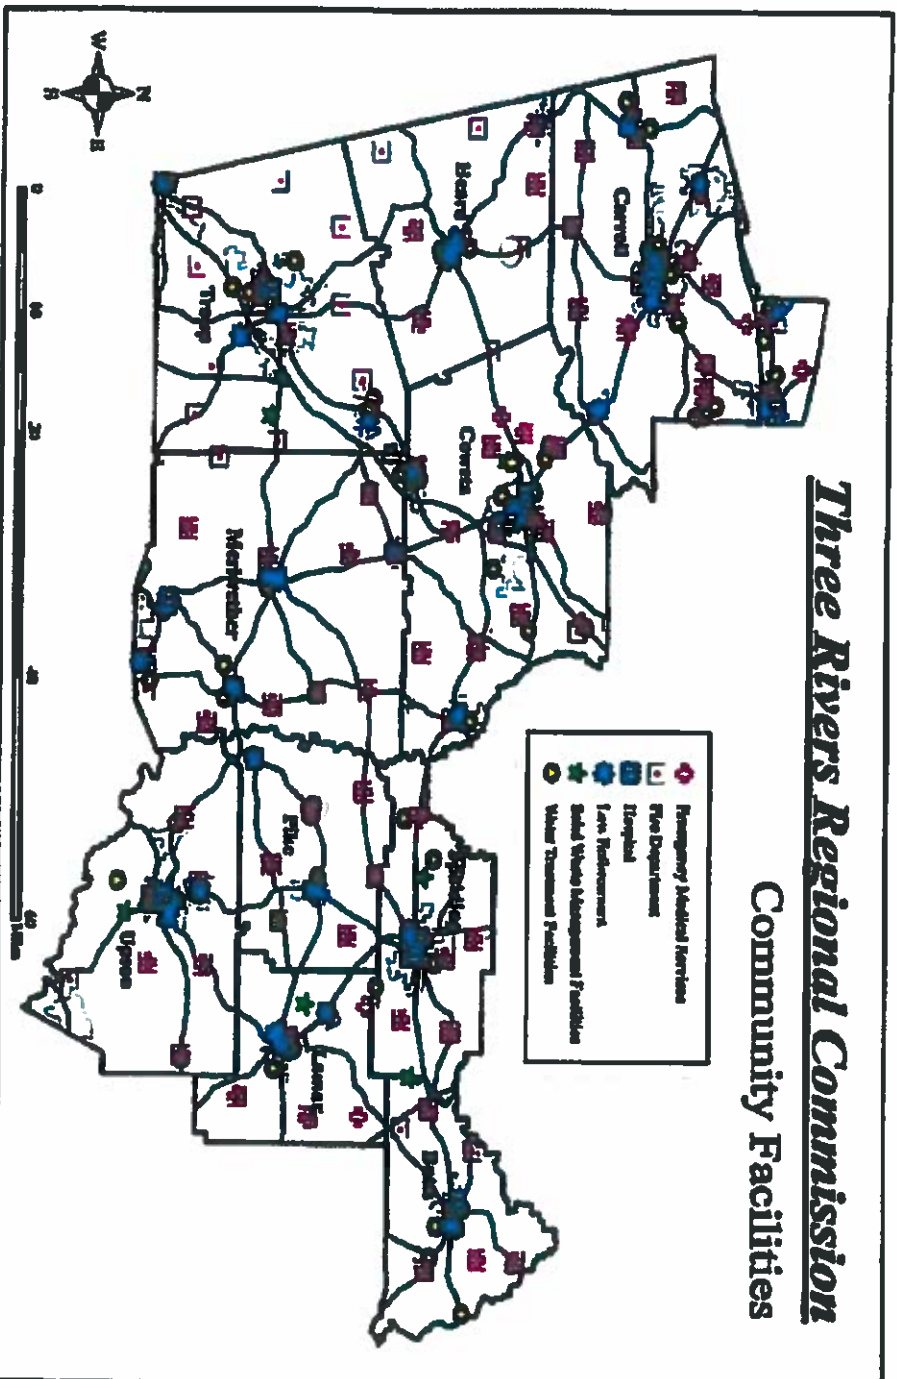 Three Rivers Regional Commission
Community Facilities
Emergency Medical Services
Fire Department
Hospital
Law Enforcement
Solid Waste Management Facilities
Water Treatment Facilities
Carroll
Heard
Coweta
Troup
Meriwether
Pike
Spalding
Upson
Lamar
Butts
N
W
E
S
0
10
20
40
60
Miles